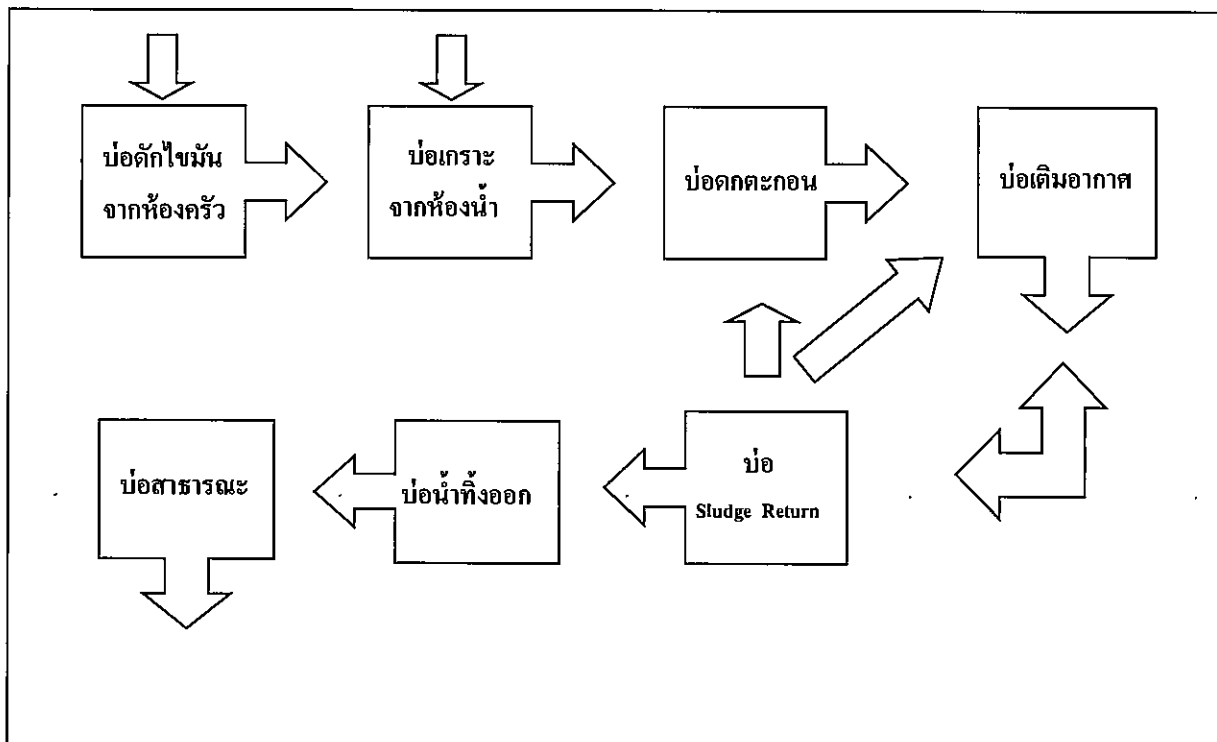 บ่อดักไขมัน
จากห้องครัว
บ่อเกราะ
จากห้องน้ำ
บ่อดกตะกอน
บ่อเติมอากาศ
บ่อสาธารณะ
บ่อน้ำทิ้งออก
บ่อ
Sludge Return